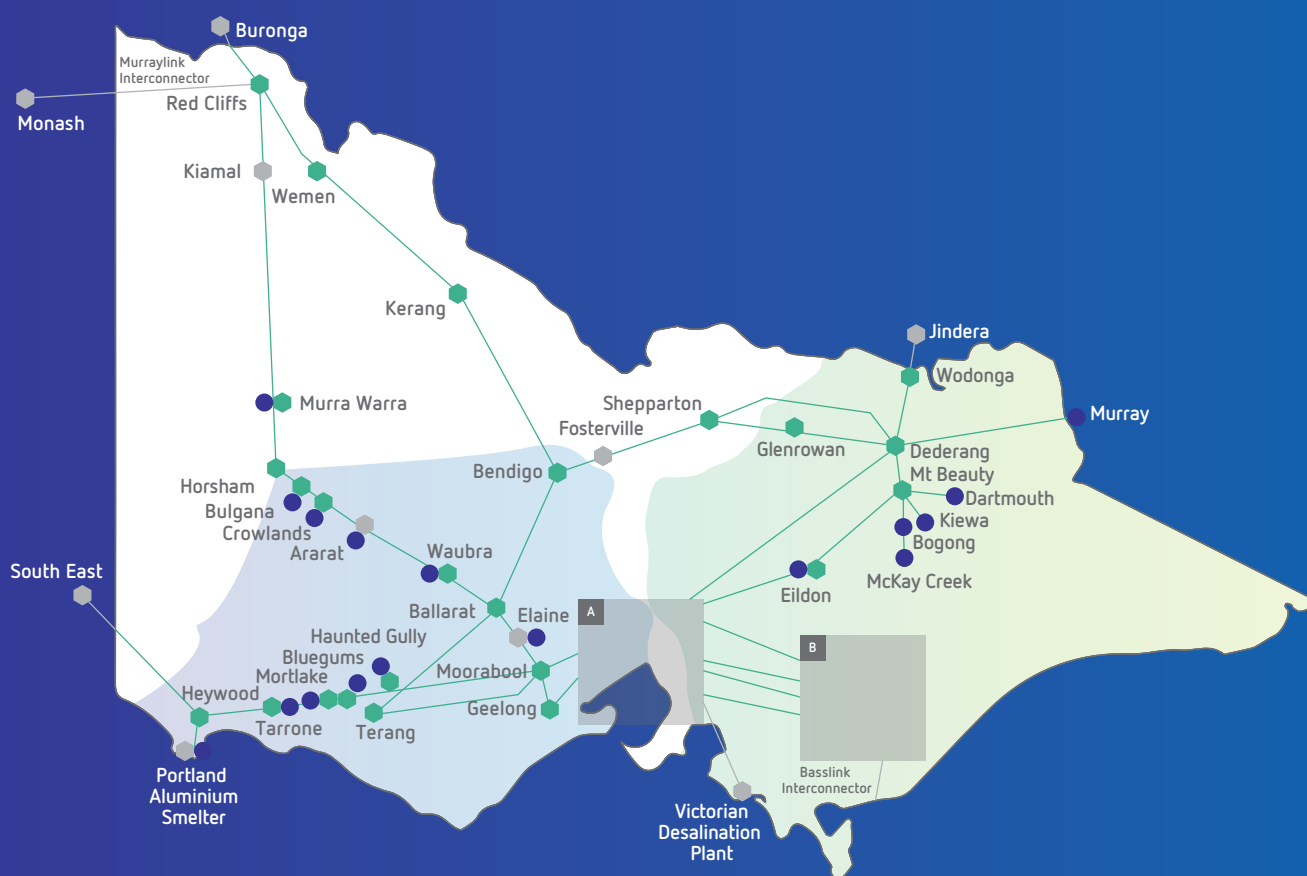 Buronga
Murraylink
Interconnector
Red Cliffs
Monash
Kiamal
Wemen
Kerang
Jindera
Wodonga
Murra Warra
Shepparton
Murray
Fosterville
Glenrowan
Dederang
Bendigo
Mt Beauty
Horsham
Dartmouth
Bulgana
Kiewa
Crowlands
Bogong
Ararat
Waubra
South East
McKay Creek
Eildon
Ballarat
Elaine
A
Haunted Gully
B
Bluegums
Moorabool
Mortlake
Heywood
Geelong
Tarrone
Terang
Portland
Aluminium
Smelter
Basslink
Interconnector
Victorian
Desalination
Plant